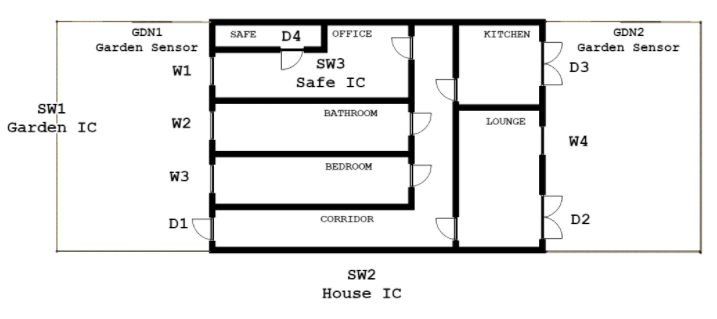 GDN1
Garden Sensor
SAFE
D4
OFFICE
KITCHEN
GDN2
Garden Sensor
W1
SW3
Safe IC
D3
SW1
Garden IC
W2
BATHROOM
LOUNGE
W4
W3
BEDROOM
D1
CORRIDOR
D2
SW2
House IC